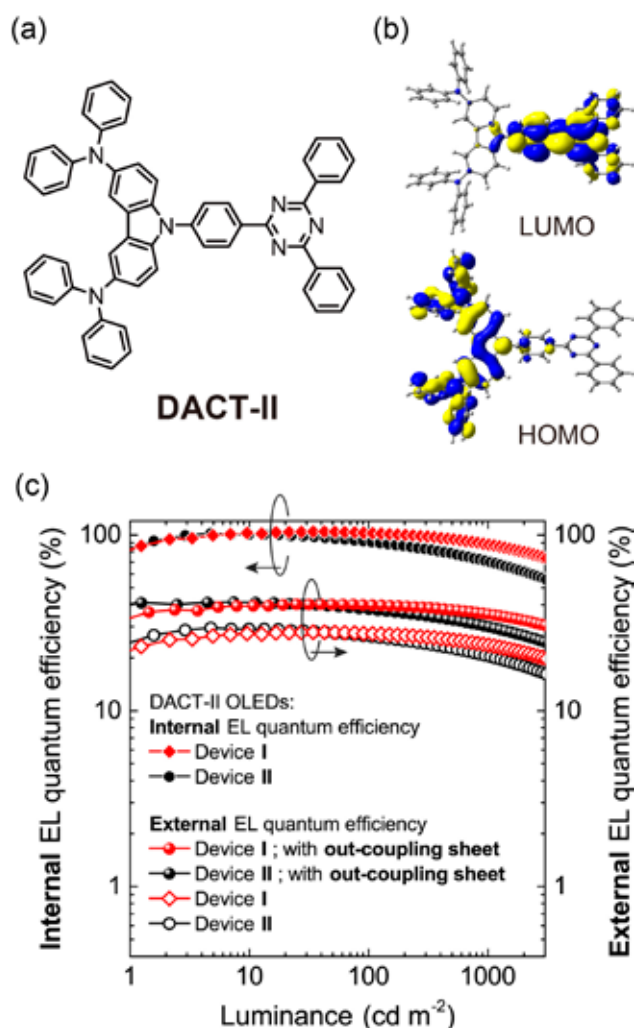 (a)
(b)
N
N
N
N
N
N
DACT-II
LUMO
HOMO
(c)
Internal EL quantum efficiency (%)
100
10
1
External EL quantum efficiency (%)
100
10
1
DACT-II OLEDs:
Internal EL quantum efficiency
Device I
Device II
External EL quantum efficiency
Device I ; with out-coupling sheet
Device II ; with out-coupling sheet
Device I
Device II
1 10 100 1000
Luminance (cd m⁻²)